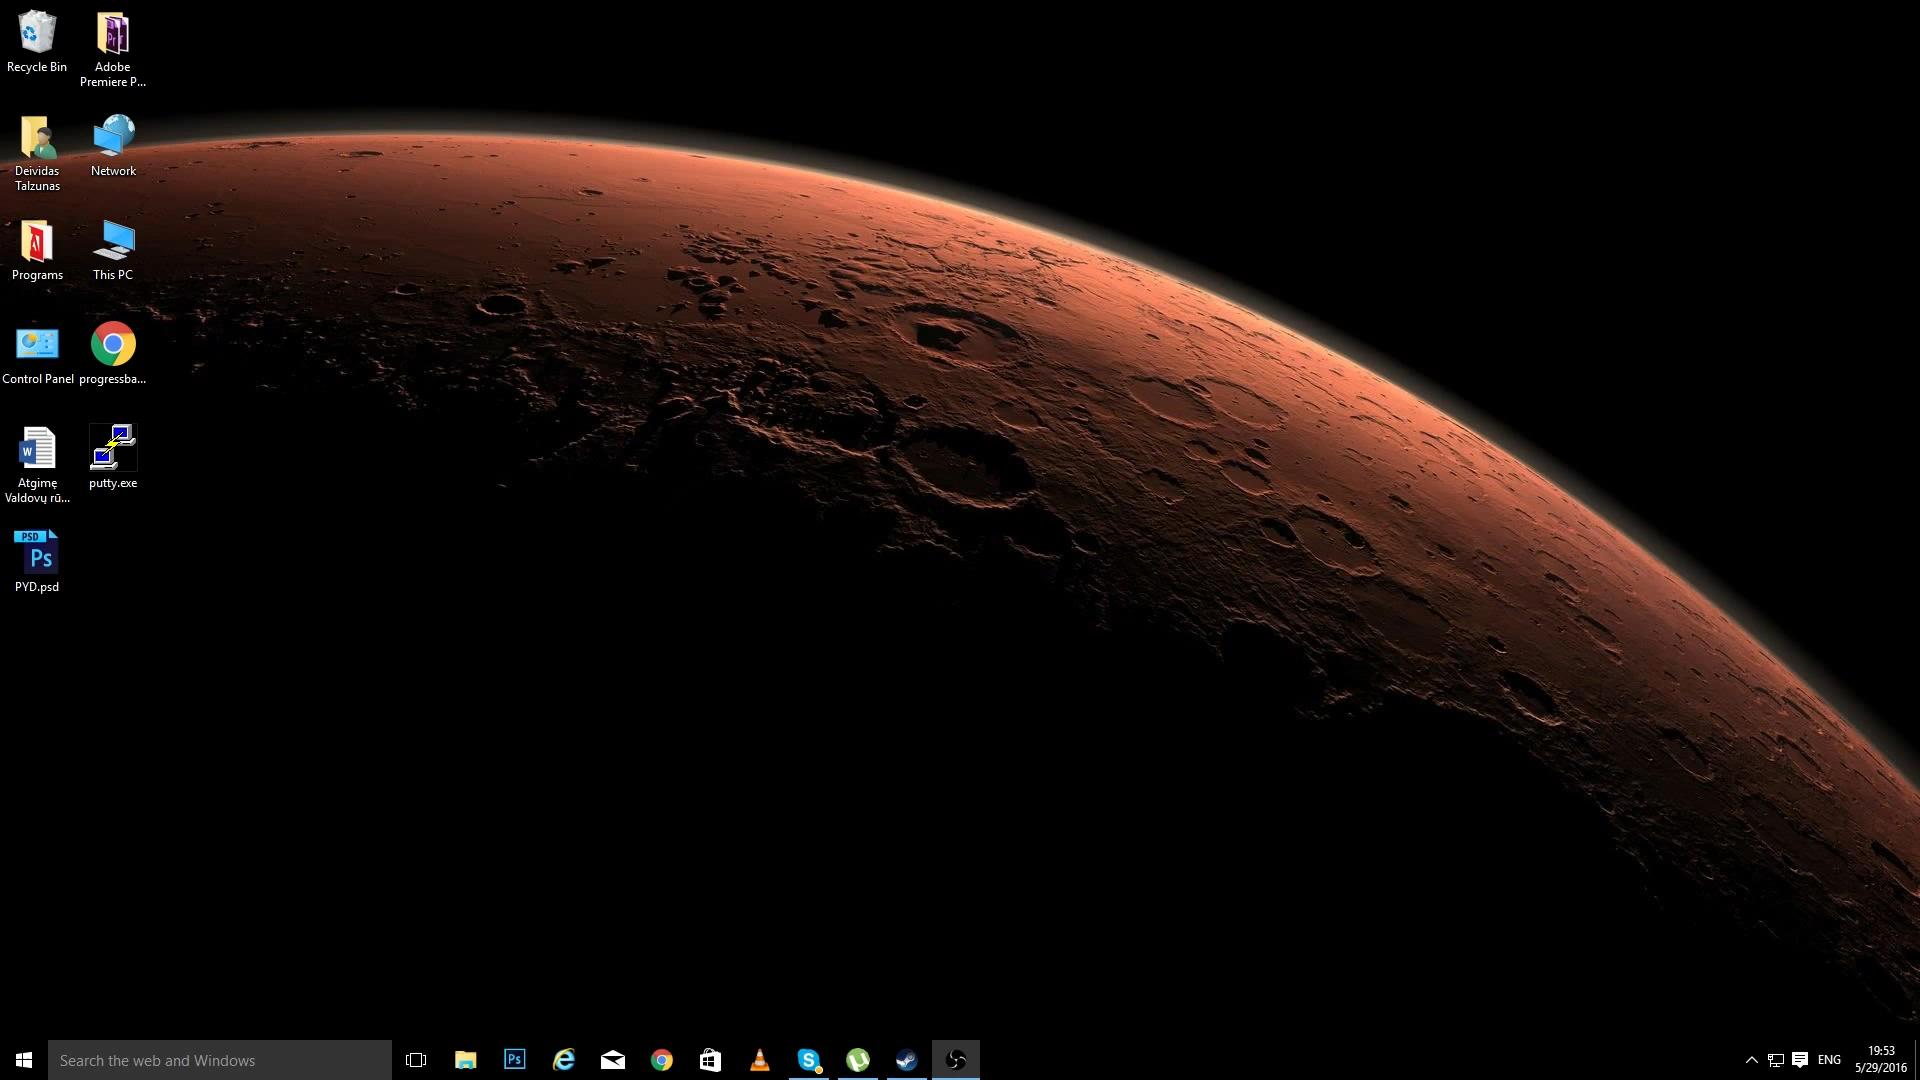 Recycle Bin
Adobe
Premiere P...
Deividas
Talzunas
Network
Programs
This PC
Control Panel
progressba...
W
Atgimę
Valdovų rū...
putty.exe
PSD
Ps
PYD.psd
Search the web and Windows
Ps
ENG
19:53
5/29/2016